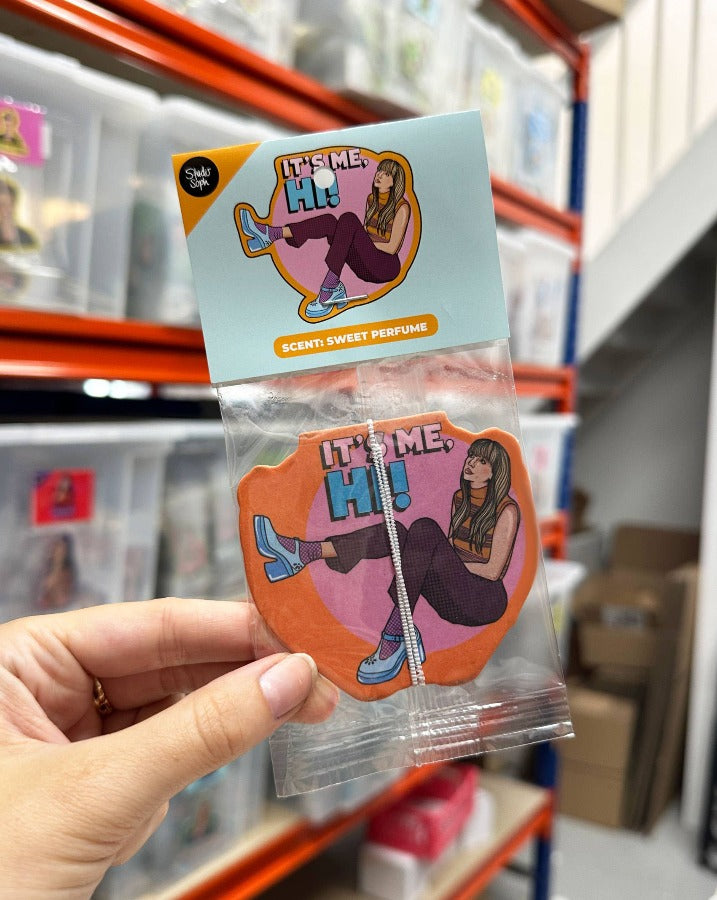 Studio
Soph
IT'S ME,
HI!
SCENT: SWEET PERFUME
IT'S ME,
HI!